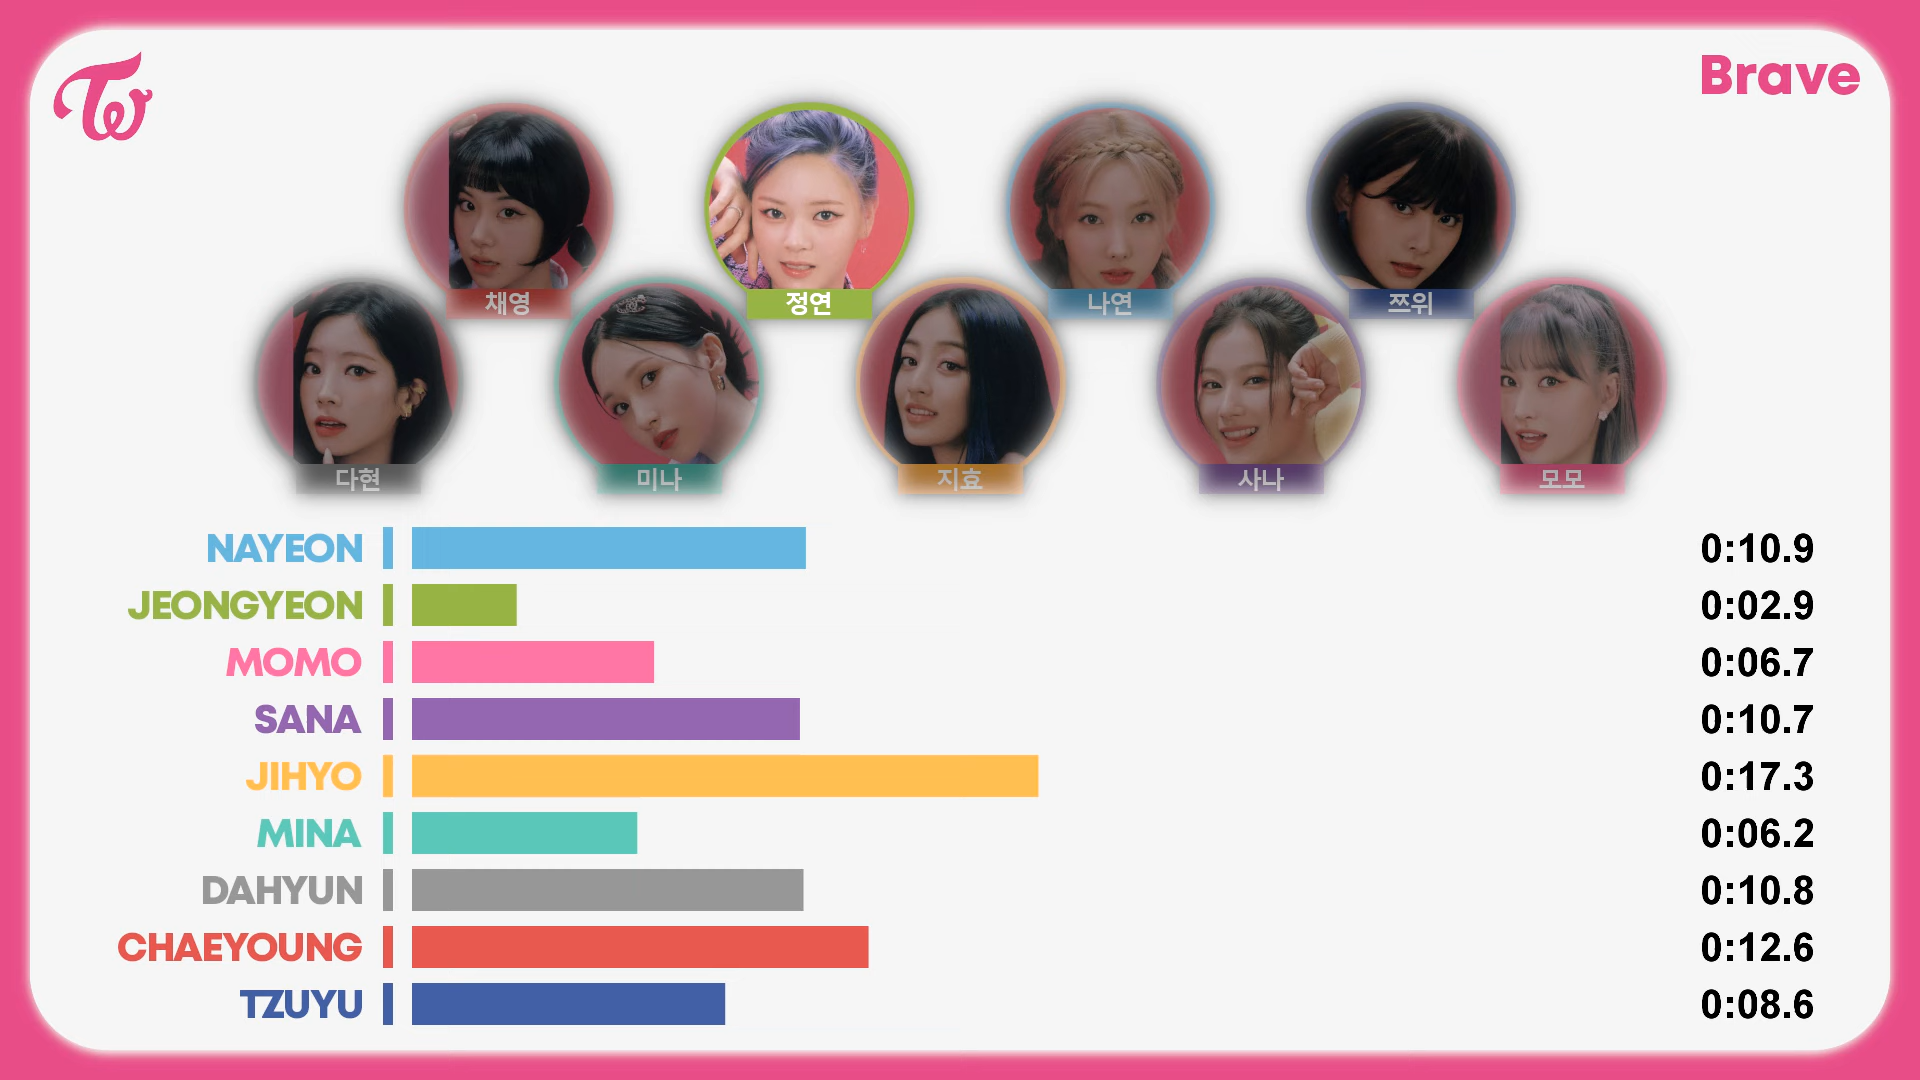 Tw
Brave
채영
정연
나연
쯔위
다현
미나
지효
사나
모모
NAYEON 0:10.9
JEONGYEON 0:02.9
MOMO 0:06.7
SANA 0:10.7
JIHYO 0:17.3
MINA 0:06.2
DAHYUN 0:10.8
CHAEYOUNG 0:12.6
TZUYU 0:08.6